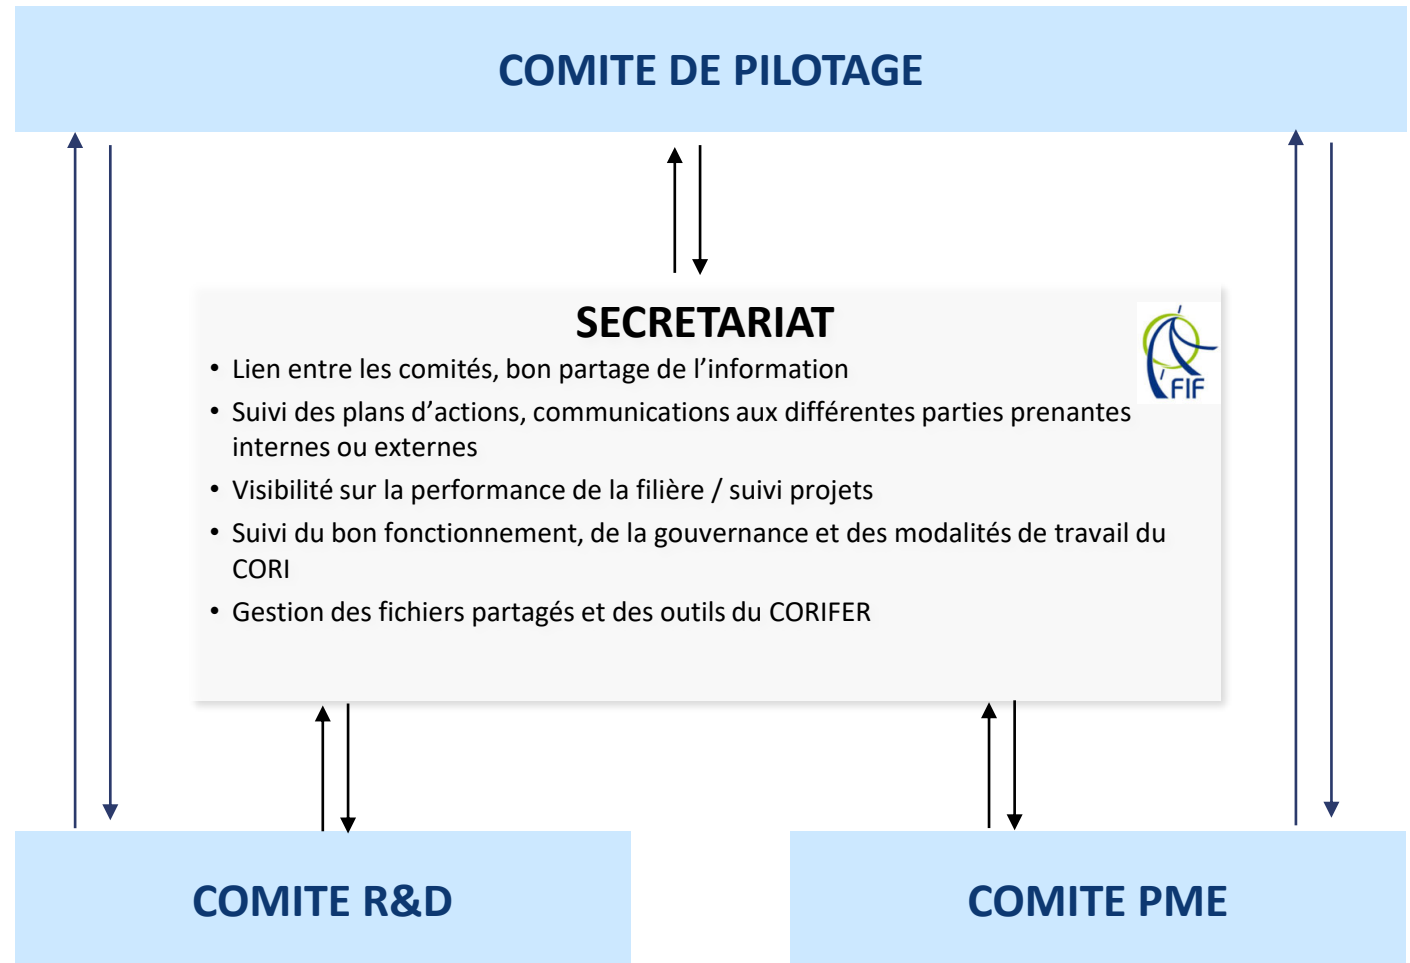 COMITE DE PILOTAGE
SECRETARIAT
FIF
• Lien entre les comités, bon partage de l’information
• Suivi des plans d’actions, communications aux différentes parties prenantes
internes ou externes
• Visibilité sur la performance de la filière / suivi projets
• Suivi du bon fonctionnement, de la gouvernance et des modalités de travail du
CORI
• Gestion des fichiers partagés et des outils du CORIFER
COMITE R&D
COMITE PME